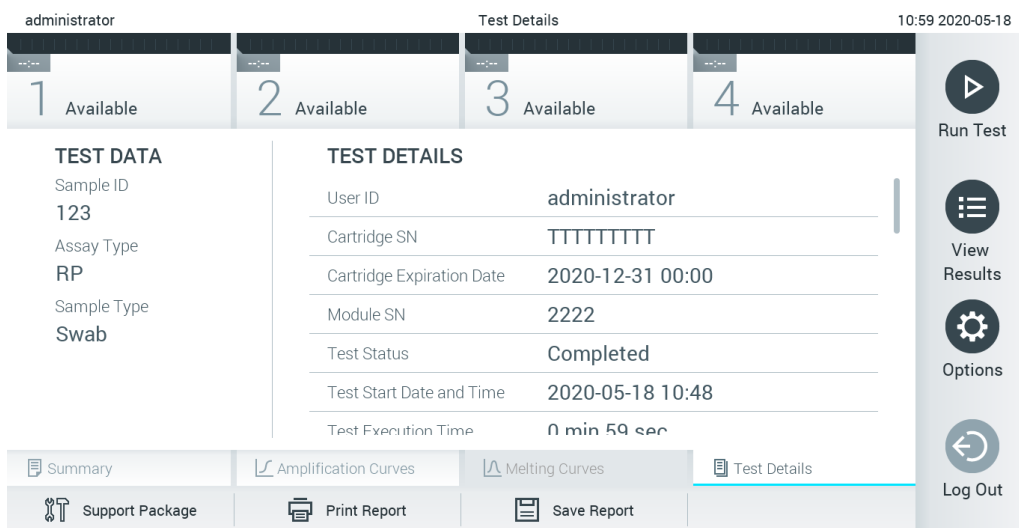 administrator
Test Details
10:59 2020-05-18
--:--
1 Available
--:--
2 Available
--:--
3 Available
--:--
4 Available
Run Test
View
Results
Options
Log Out
TEST DATA
Sample ID
123
Assay Type
RP
Sample Type
Swab
TEST DETAILS
User ID administrator
Cartridge SN TTTTTTTTT
Cartridge Expiration Date 2020-12-31 00:00
Module SN 2222
Test Status Completed
Test Start Date and Time 2020-05-18 10:48
Test Execution Time 0 min 59 sec
Summary
Amplification Curves
Melting Curves
Test Details
Support Package
Print Report
Save Report